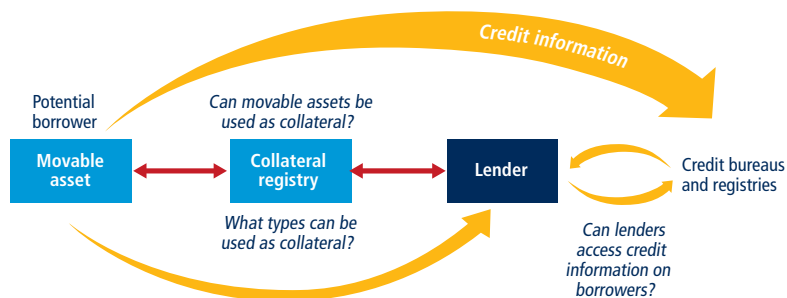 Credit information
Potential
borrower
Can movable assets be
used as collateral?
Movable
asset
Collateral
registry
Lender
Credit bureaus
and registries
What types can be
used as collateral?
Can lenders
access credit
information on
borrowers?